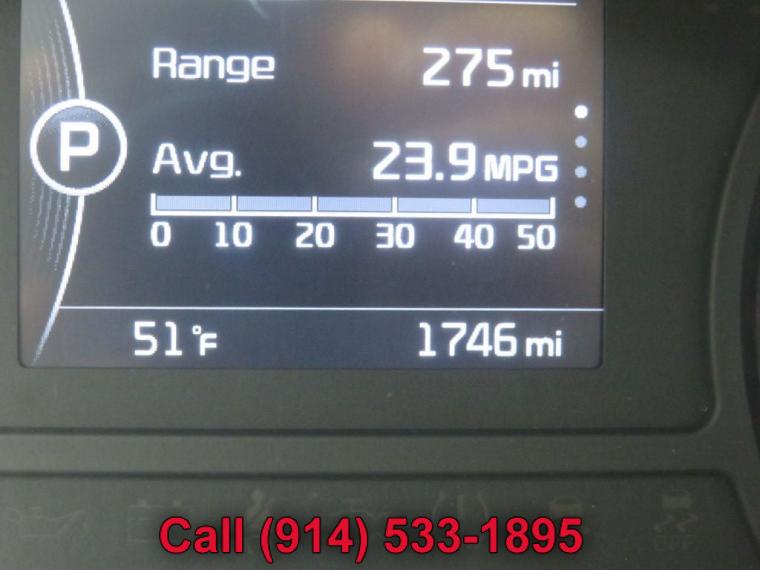 Range 275 mi
P
Avg. 23.9 MPG
0 10 20 30 40 50
51°F 1746 mi
OFF
Call (914) 533-1895